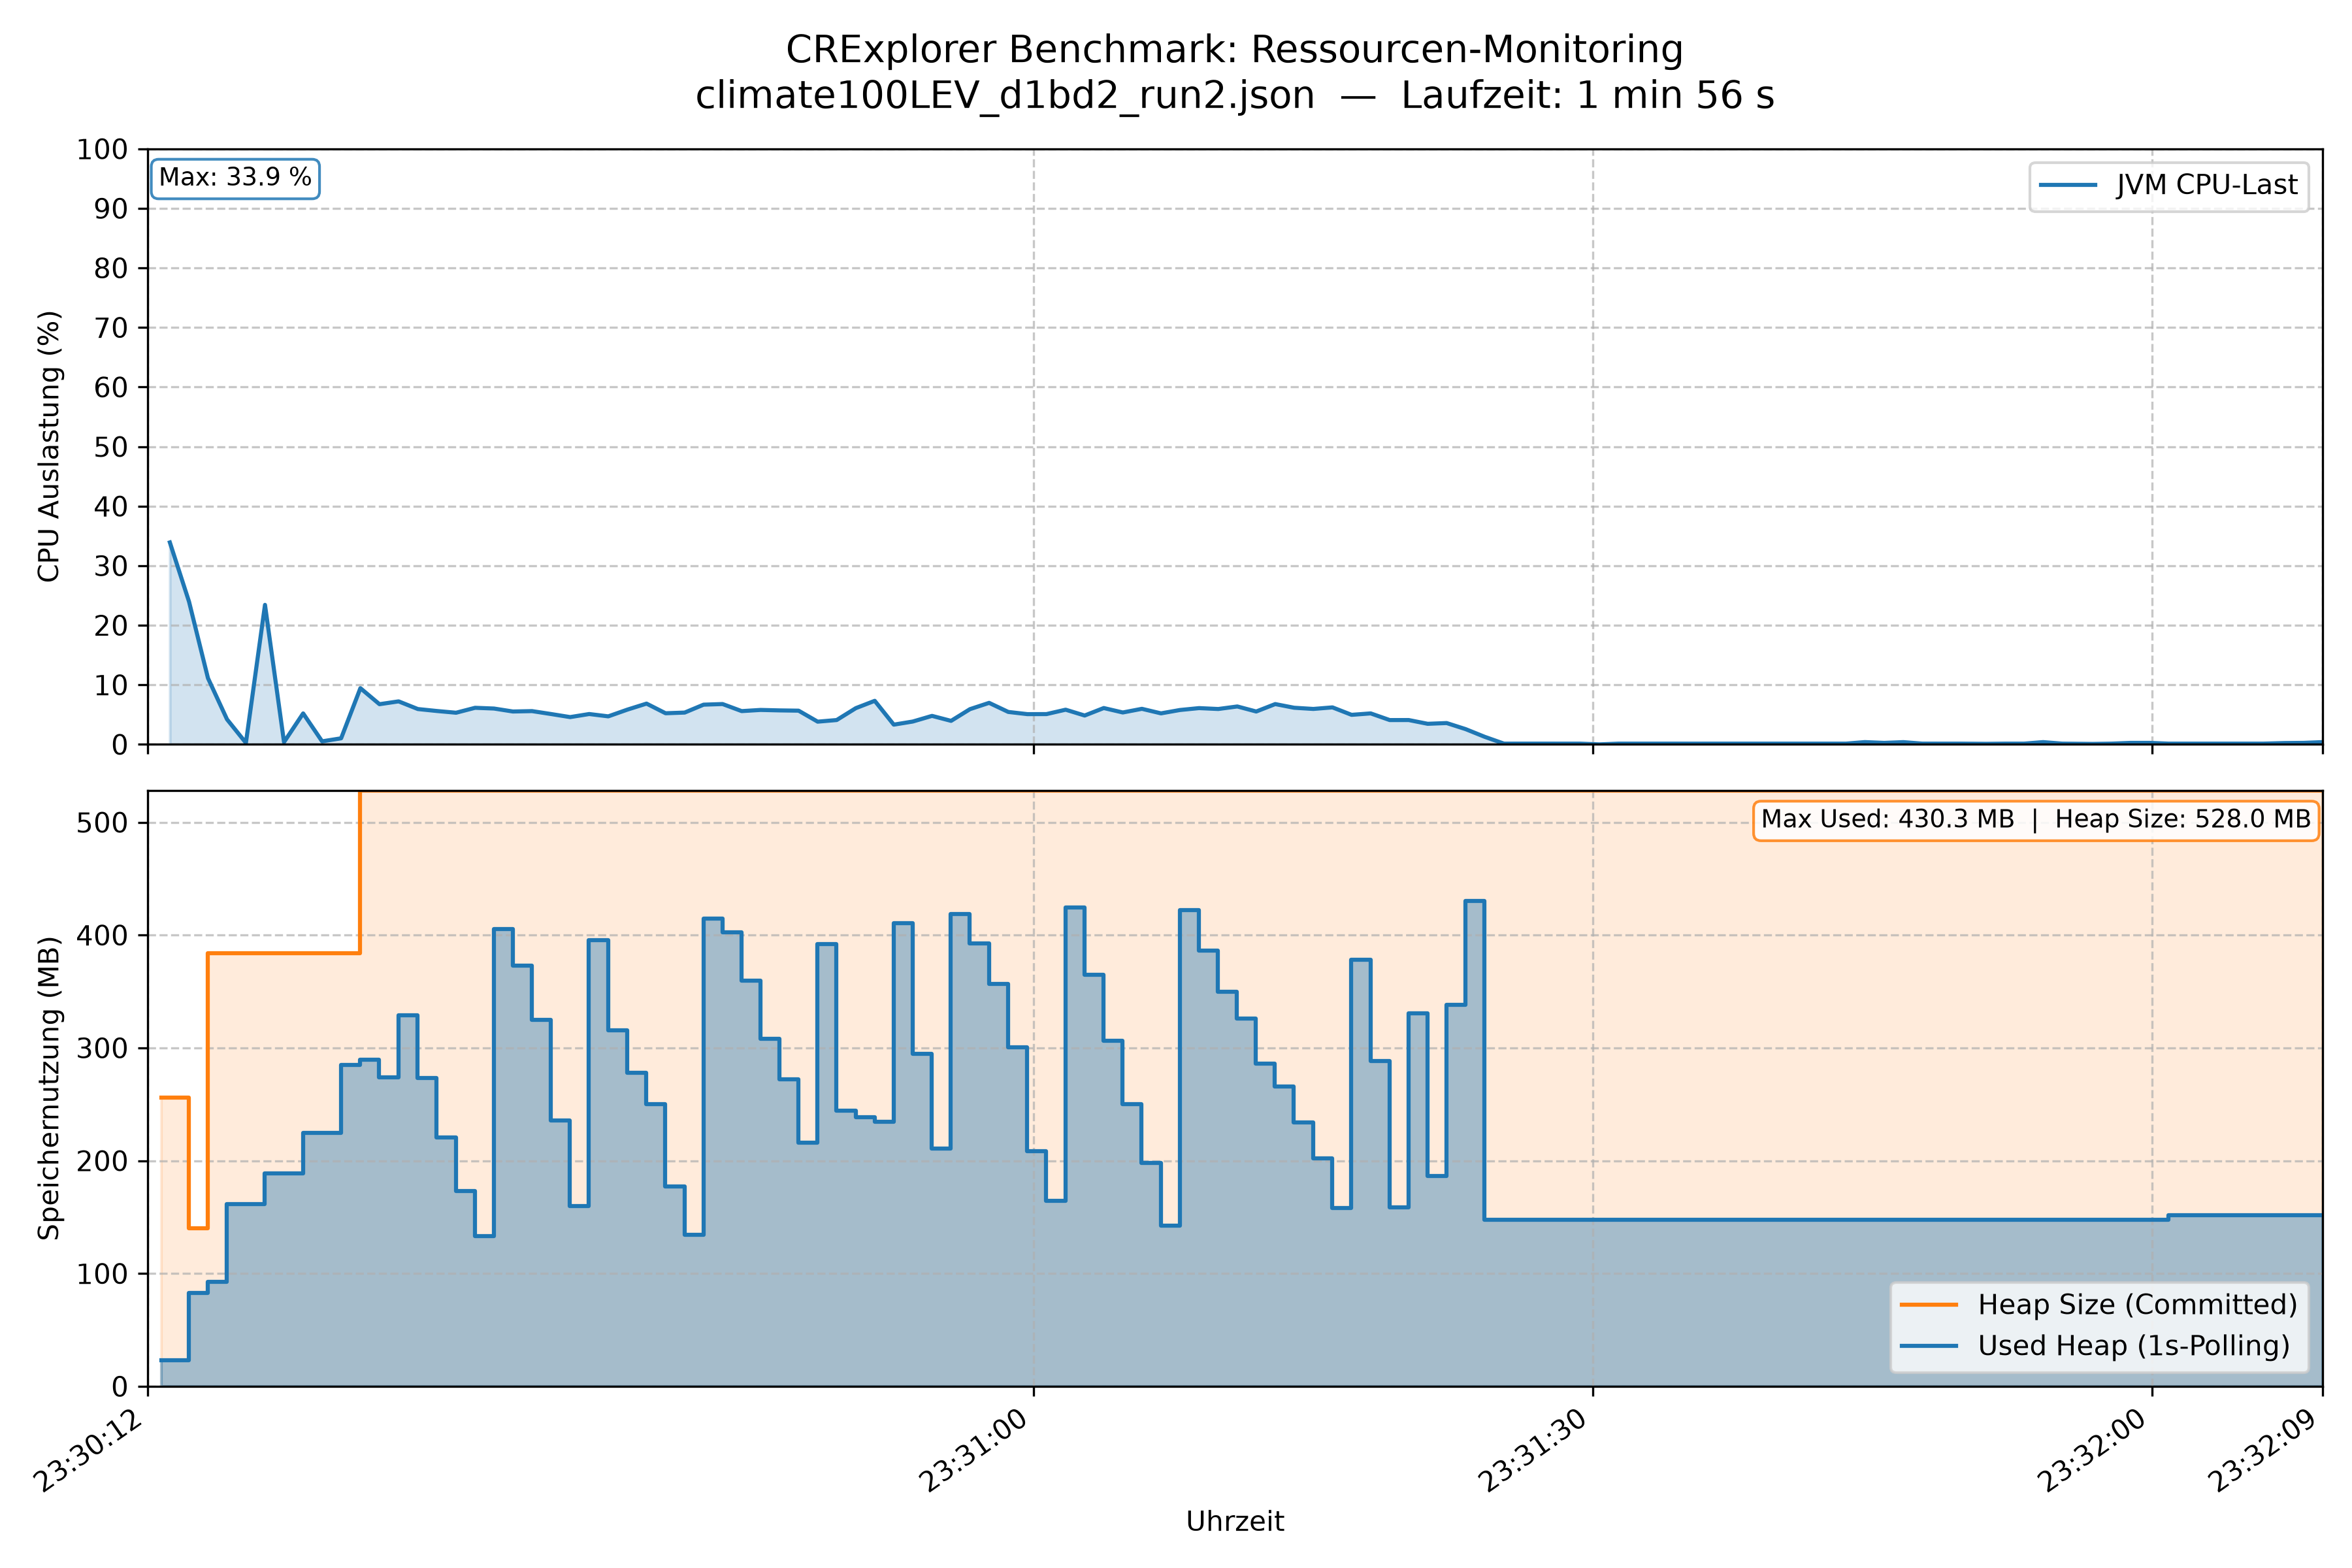 CRExplorer Benchmark: Ressourcen-Monitoring
climate100LEV_d1bd2_run2.json — Laufzeit: 1 min 56 s
CPU Auslastung (%)
100
90
80
70
60
50
40
30
20
10
0
Max: 33.9 %
JVM CPU-Last
Speichernutzung (MB)
500
400
300
200
100
0
Max Used: 430.3 MB | Heap Size: 528.0 MB
Heap Size (Committed)
Used Heap (1s-Polling)
23:30:12
23:31:00
23:31:30
23:32:00
23:32:09
Uhrzeit